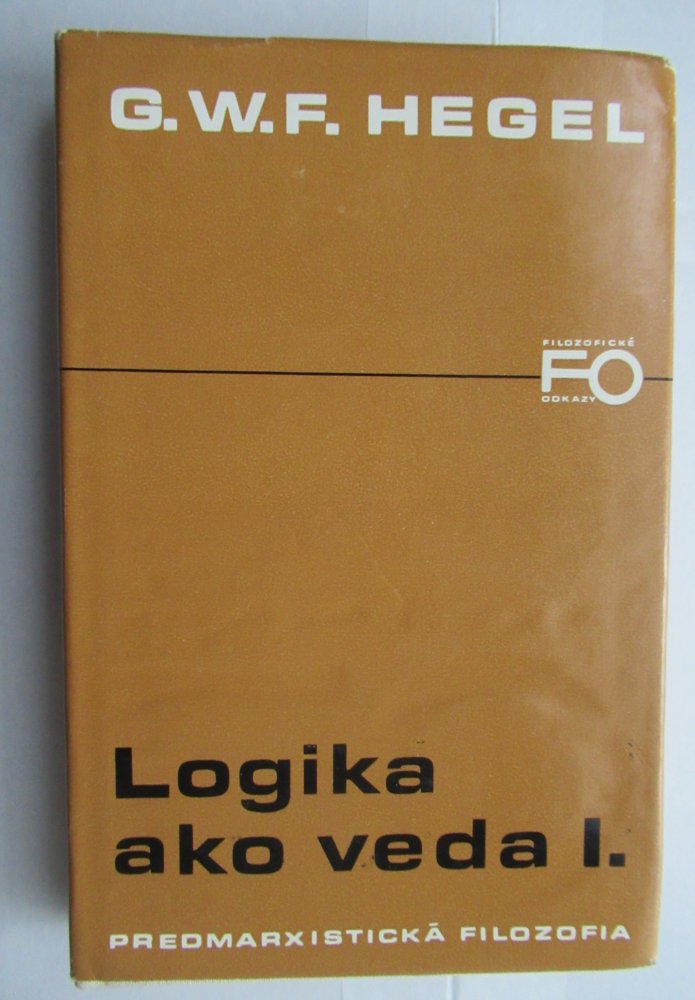 G. W. F. HEGEL
FILOZOFICKÉ
FO
ODKAZY
Logika
ako veda I.
PREDMARXISTICKÁ FILOZOFIA